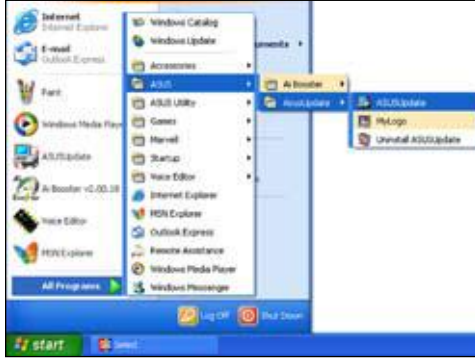 Internet
Internet Explorer
E-mail
Outlook Express
Paint
Windows Media Play
ASUSUpdate
Ai Booster v2.00.18
Voice Editor
MSN Explorer
All Programs
Windows Catalog
Windows Update
Accessories
ASUS
ASUS Utility
Games
Marvell
Startup
Voice Editor
Internet Explorer
MSN Explorer
Outlook Express
Remote Assistance
Windows Media Player
Windows Messenger
uments
Ai Booster
AsusUpdate
ASUSUpdate
MyLogo
Uninstall ASUSUpdate
Log Off
Shut Down
start